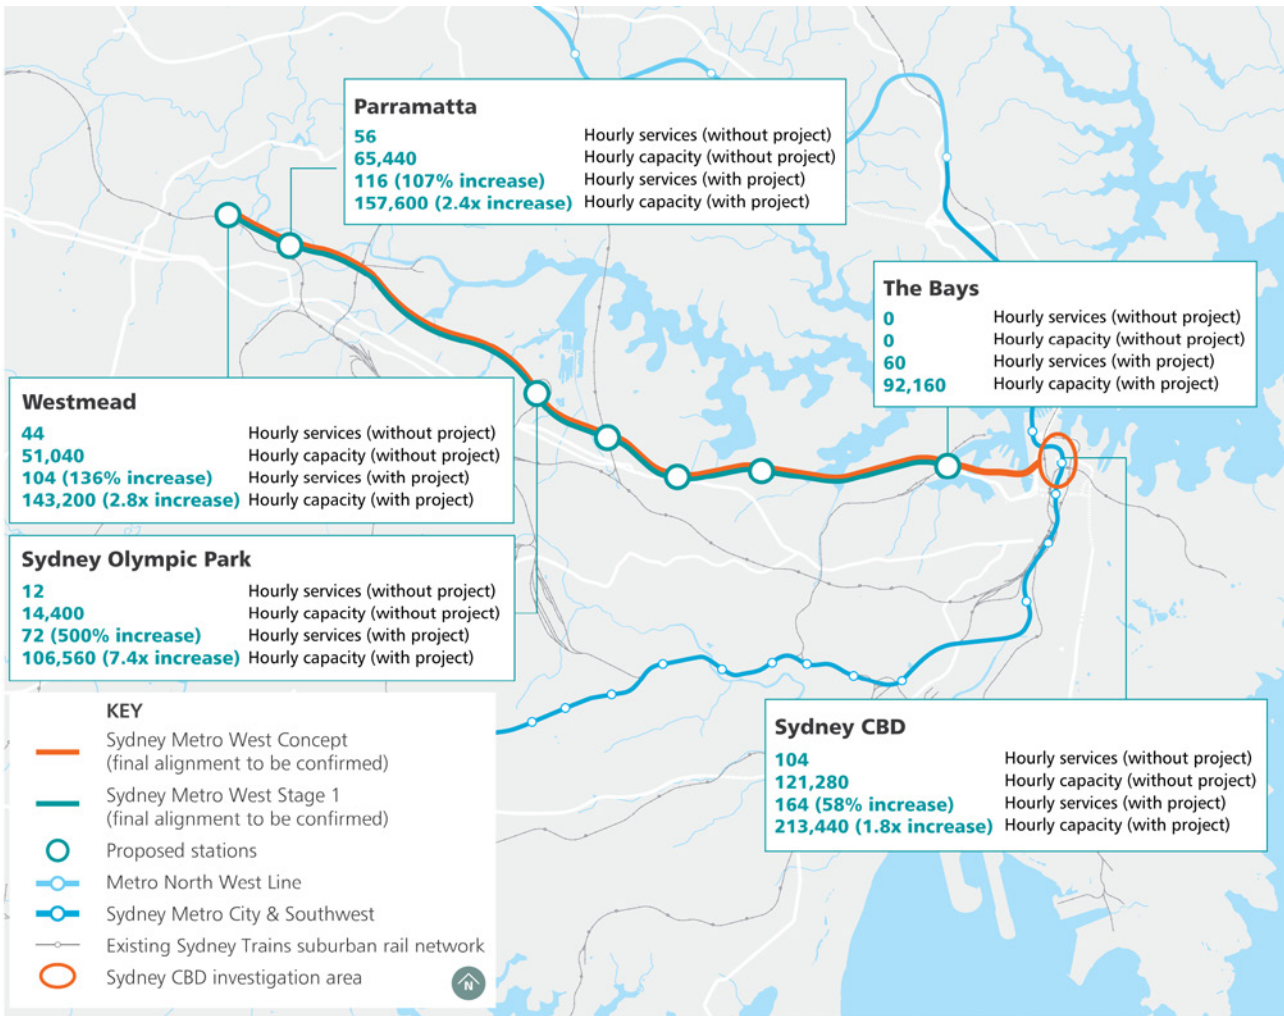 Parramatta
56 Hourly services (without project)
65,440 Hourly capacity (without project)
116 (107% increase) Hourly services (with project)
157,600 (2.4x increase) Hourly capacity (with project)
The Bays
0 Hourly services (without project)
0 Hourly capacity (without project)
60 Hourly services (with project)
92,160 Hourly capacity (with project)
Westmead
44 Hourly services (without project)
51,040 Hourly capacity (without project)
104 (136% increase) Hourly services (with project)
143,200 (2.8x increase) Hourly capacity (with project)
Sydney Olympic Park
12 Hourly services (without project)
14,400 Hourly capacity (without project)
72 (500% increase) Hourly services (with project)
106,560 (7.4x increase) Hourly capacity (with project)
Sydney CBD
104 Hourly services (without project)
121,280 Hourly capacity (without project)
164 (58% increase) Hourly services (with project)
213,440 (1.8x increase) Hourly capacity (with project)
KEY
Sydney Metro West Concept
(final alignment to be confirmed)
Sydney Metro West Stage 1
(final alignment to be confirmed)
Proposed stations
Metro North West Line
Sydney Metro City & Southwest
Existing Sydney Trains suburban rail network
Sydney CBD investigation area
N